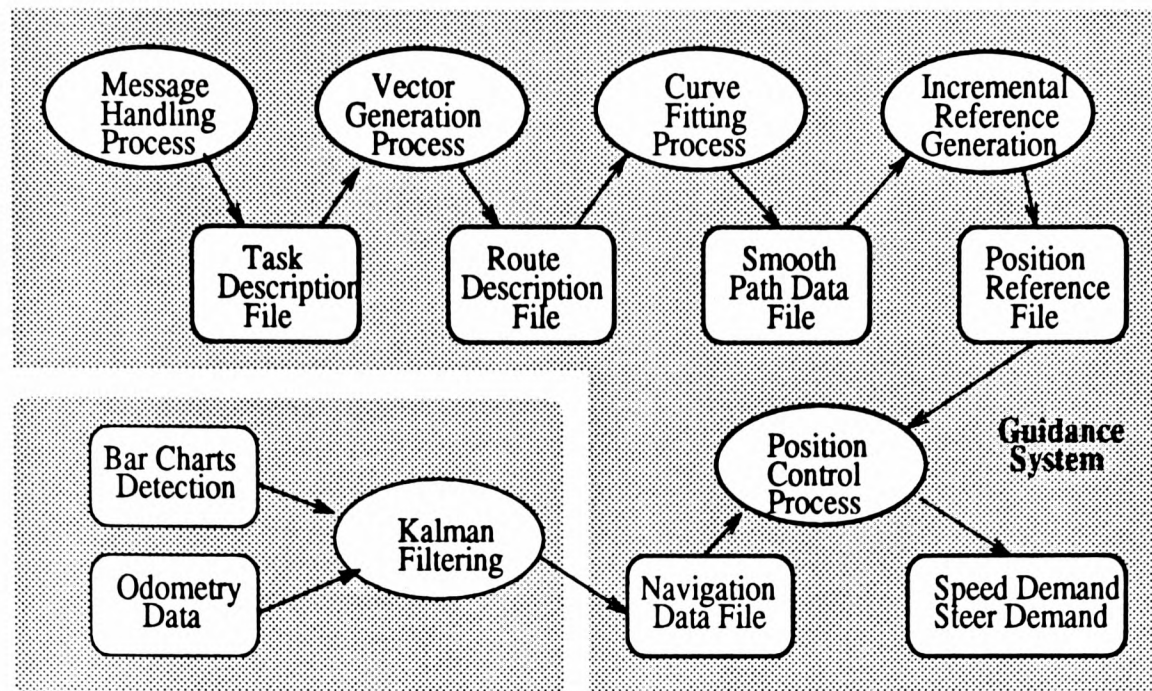 Message
Handling
Process
Vector
Generation
Process
Curve
Fitting
Process
Incremental
Reference
Generation
Task
Description
File
Route
Description
File
Smooth
Path Data
File
Position
Reference
File
Bar Charts
Detection
Odometry
Data
Kalman
Filtering
Position
Control
Process
Guidance
System
Navigation
Data File
Speed Demand
Steer Demand